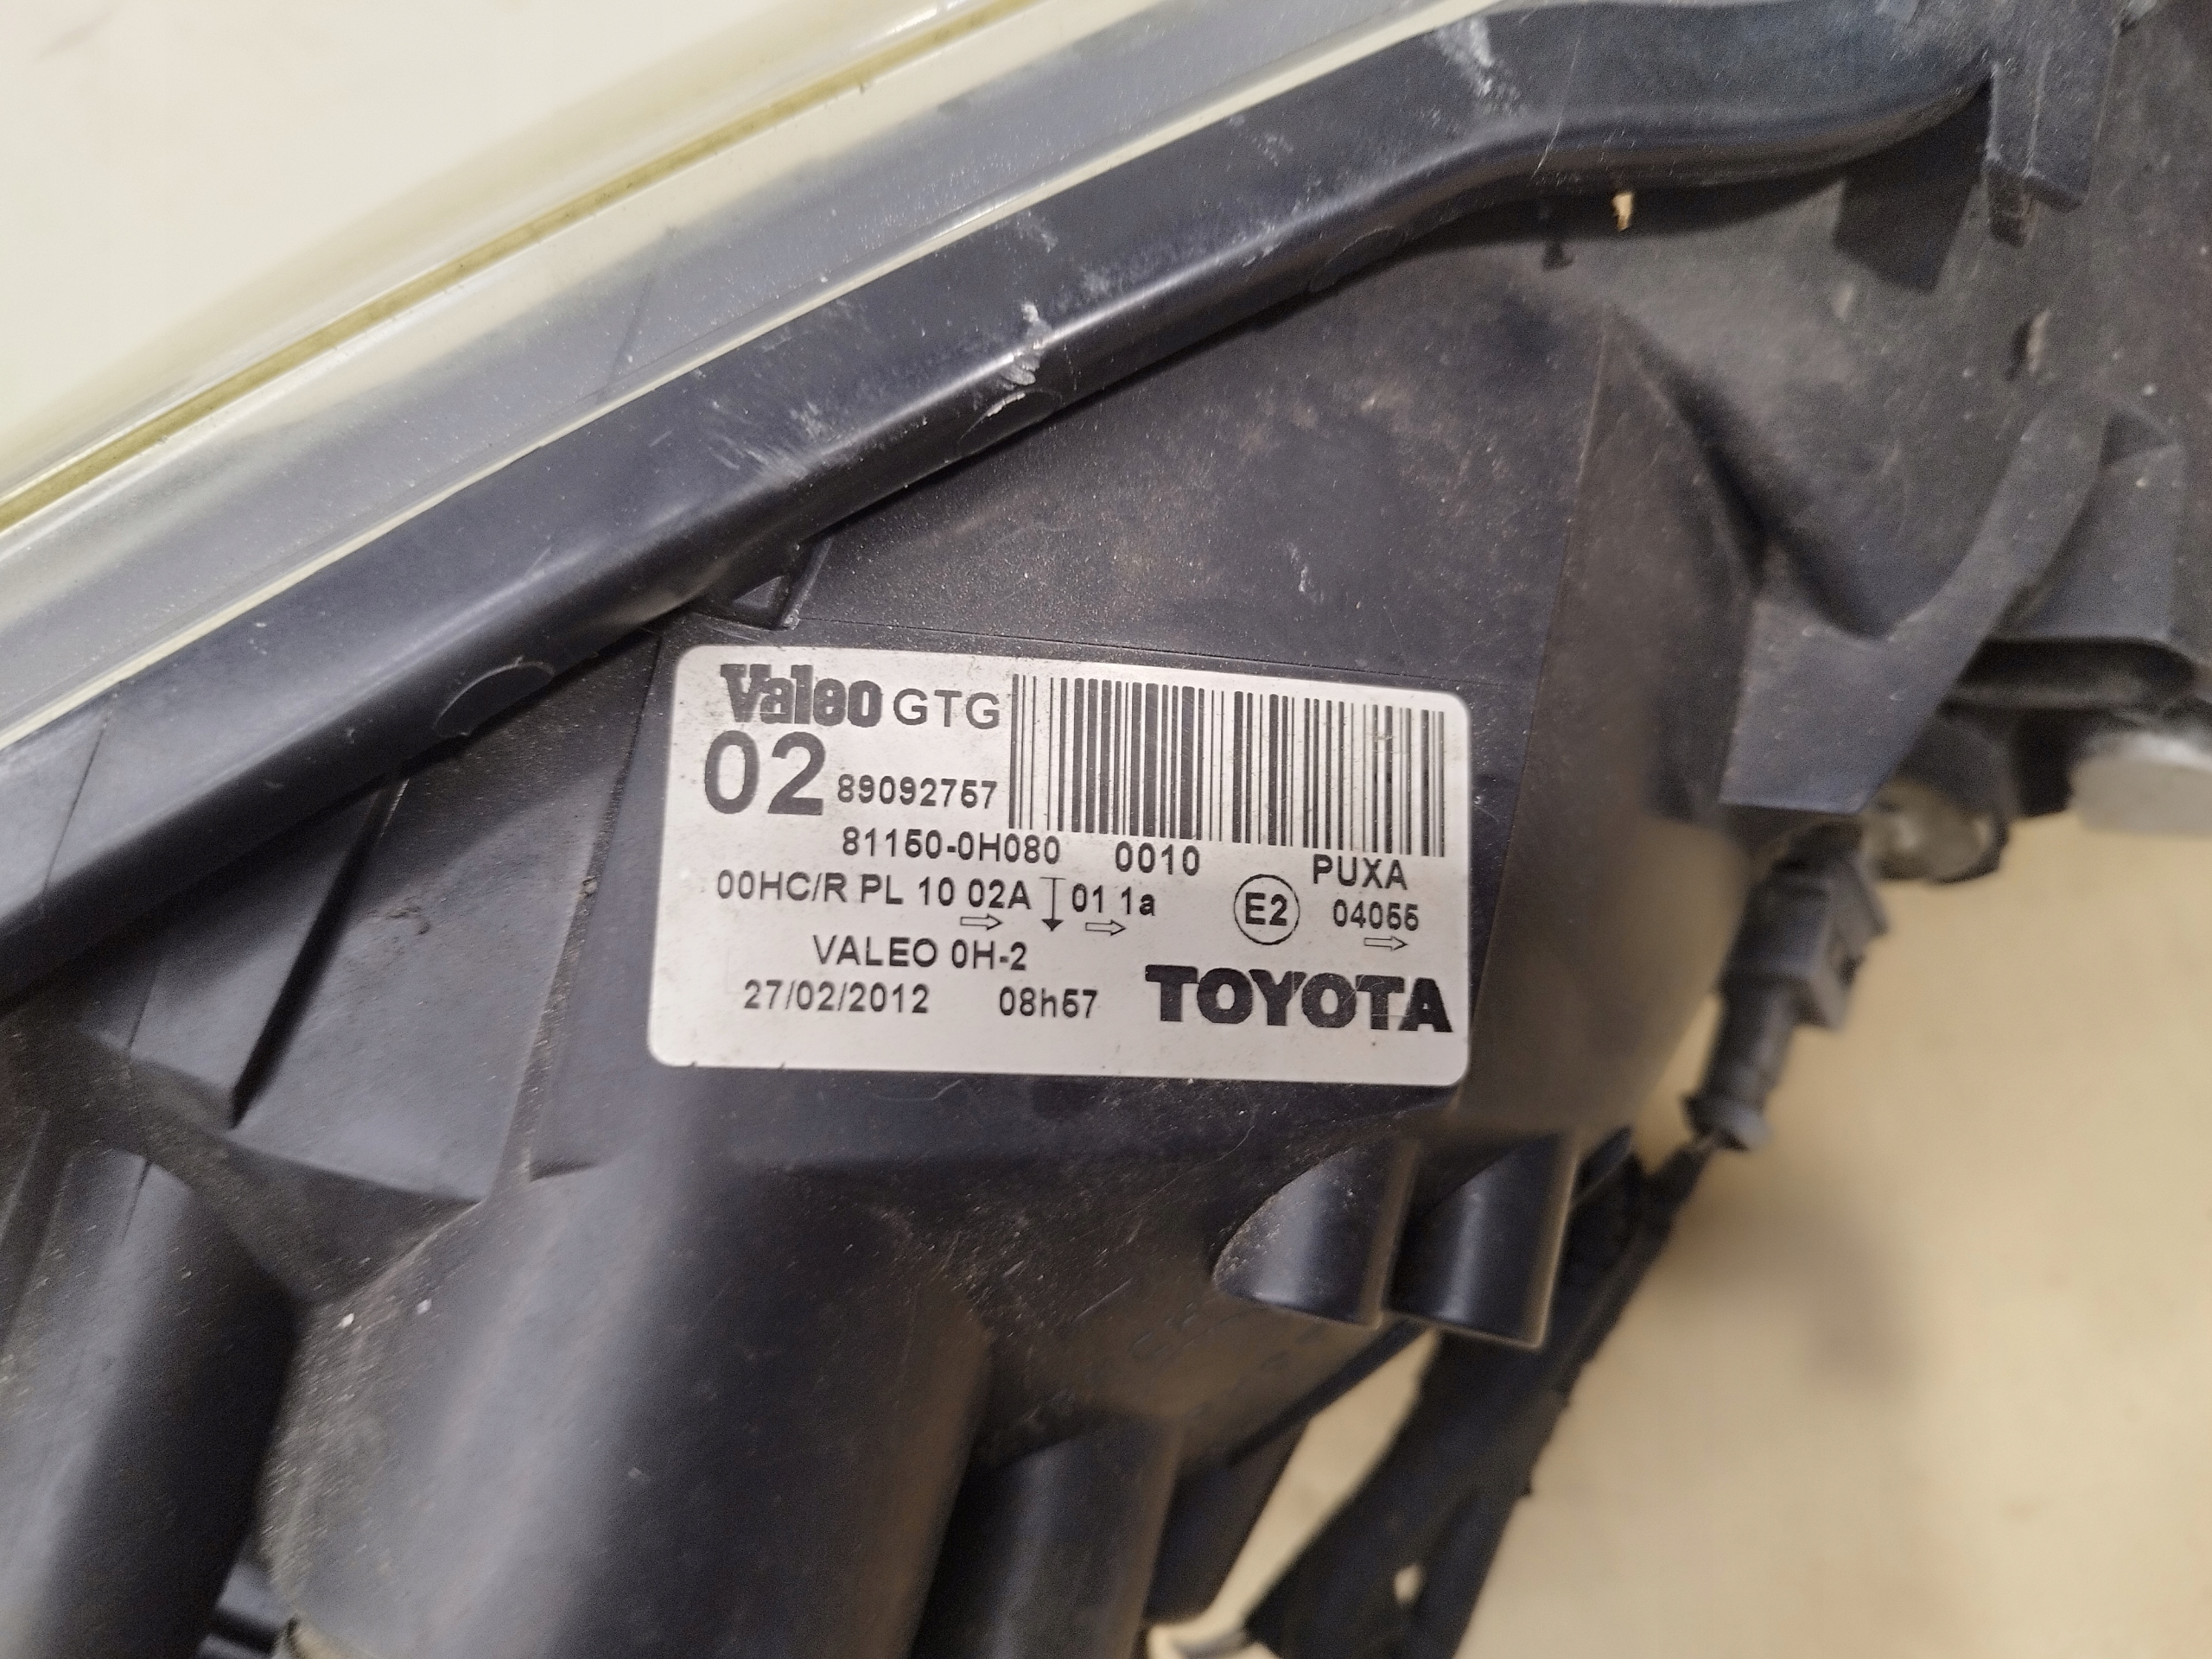 Valeo GTG
02 89092757
81150-0H080 0010 PUXA
00HC/R PL 10 02A 01 1a E2 04055
VALEO 0H-2
27/02/2012 08h57 TOYOTA